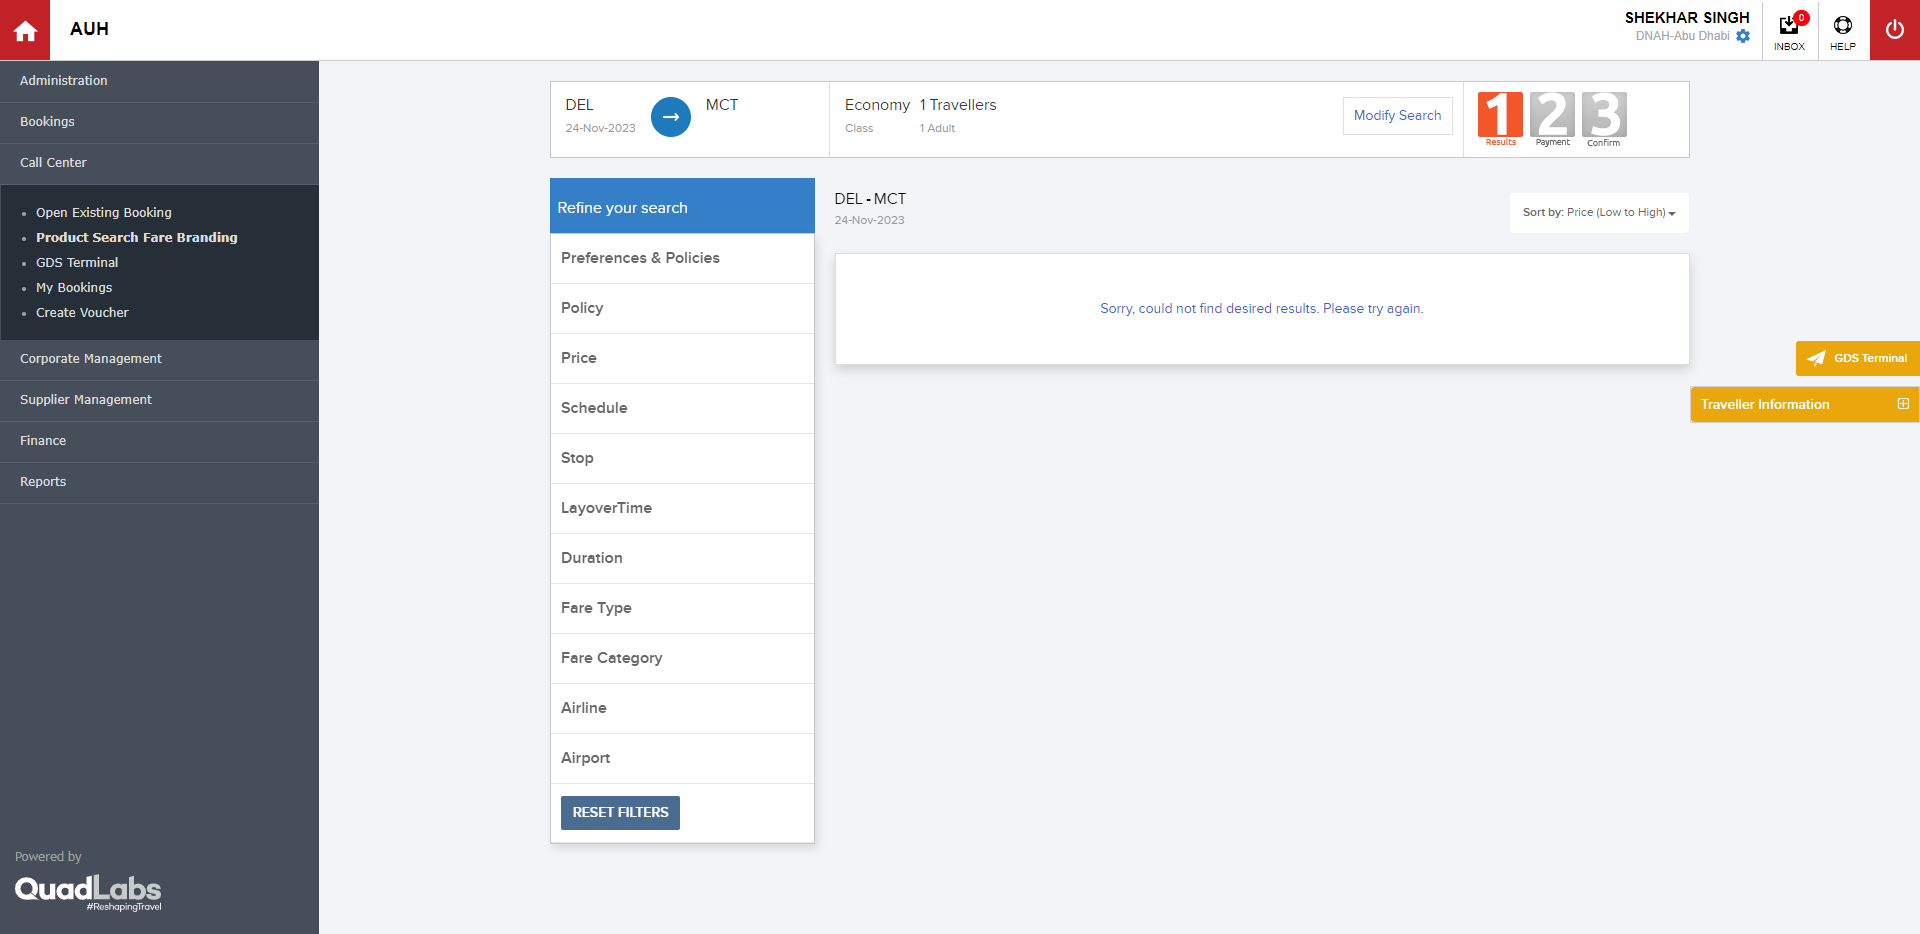 AUH
SHEKHAR SINGH
DNAH-Abu Dhabi
0
INBOX
HELP
Administration
Bookings
Call Center
Open Existing Booking
Product Search Fare Branding
GDS Terminal
My Bookings
Create Voucher
Corporate Management
Supplier Management
Finance
Reports
Powered by
QuadLabs
#ReshapingTravel
DEL
24-Nov-2023
MCT
Economy
Class
1 Travellers
1 Adult
Modify Search
1
Results
2
Payment
3
Confirm
Refine your search
Preferences & Policies
Policy
Price
Schedule
Stop
LayoverTime
Duration
Fare Type
Fare Category
Airline
Airport
RESET FILTERS
DEL - MCT
24-Nov-2023
Sort by: Price (Low to High)
Sorry, could not find desired results. Please try again.
GDS Terminal
Traveller Information